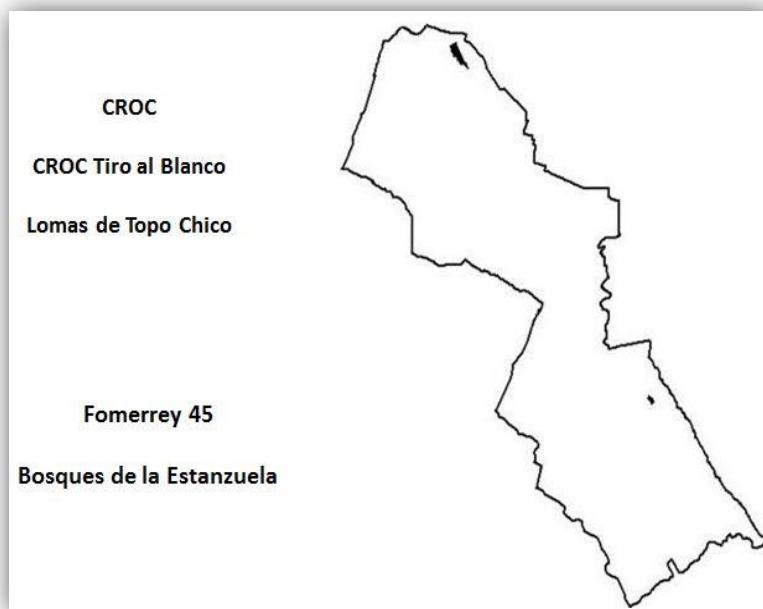 CROC
CROC Tiro al Blanco
Lomas de Topo Chico
Fomerrey 45
Bosques de la Estanzuela